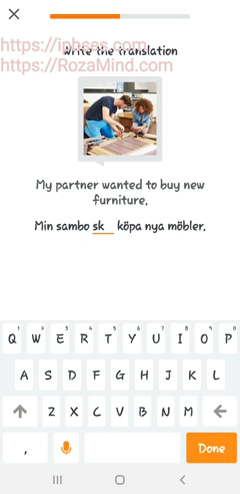 https://iphsss.com
Write the translation
https://RozaMind.com
My partner wanted to buy new
furniture.
Min sambo sk köpa nya möbler.
Q W E R T Y U I O P
A S D F G H J K L
Z X C V B N M
, Done